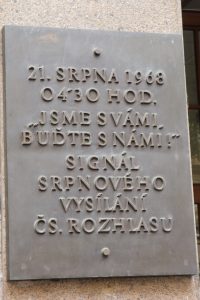 21. SRPNA 1968
04³⁰ HOD.
„JSME S VÁMI,
BUĎTE S NÁMI!"
SIGNÁL
SRPNOVÉHO
VYSÍLÁNÍ
ČS. ROZHLASU